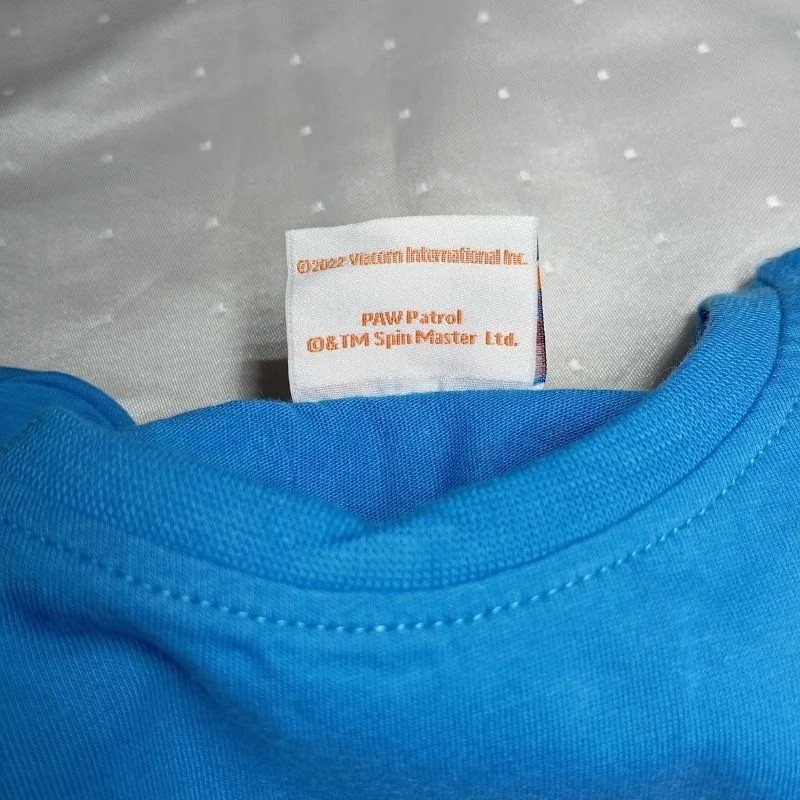 ©2022 Viacom International Inc.
PAW Patrol
©&TM Spin Master Ltd.